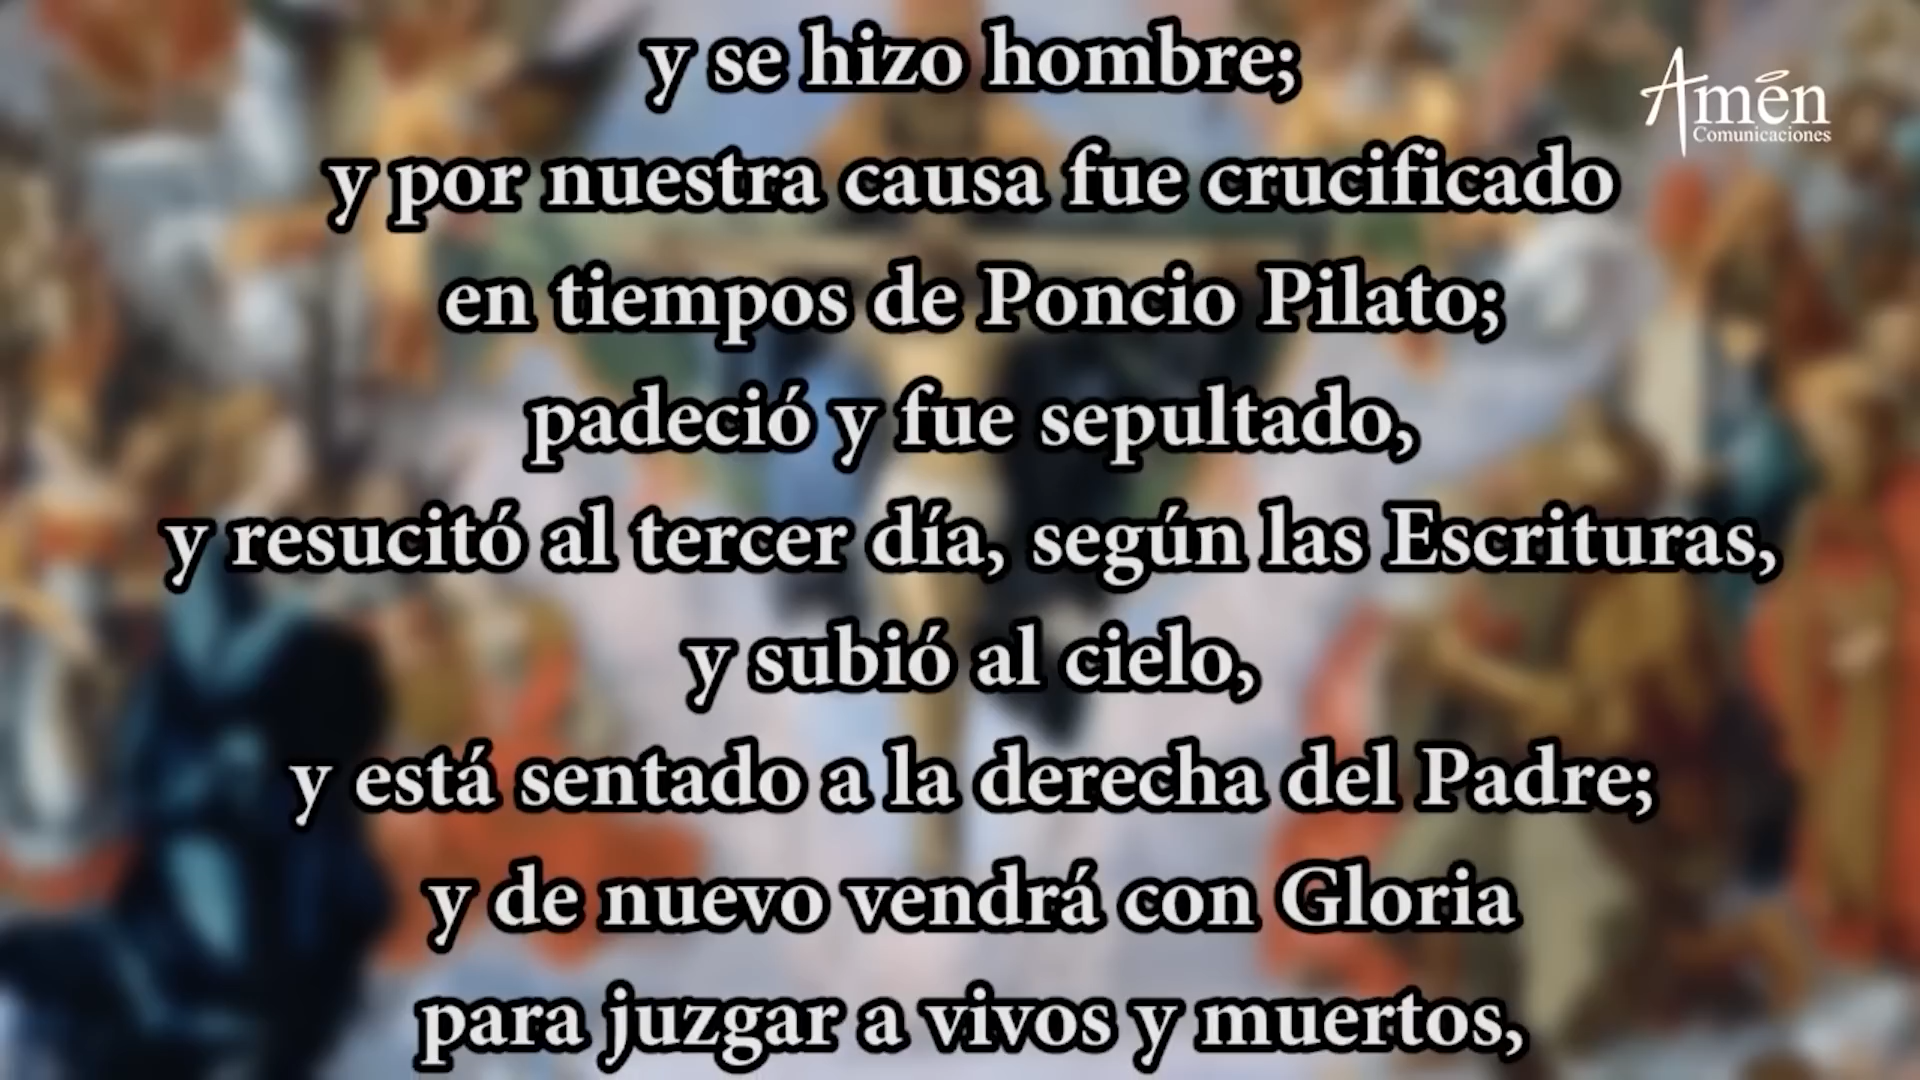 y se hizo hombre;
Amén
Comunicaciones
y por nuestra causa fue crucificado
en tiempos de Poncio Pilato;
padeció y fue sepultado,
y resucitó al tercer día, según las Escrituras,
y subió al cielo,
y está sentado a la derecha del Padre;
y de nuevo vendrá con Gloria
para juzgar a vivos y muertos,